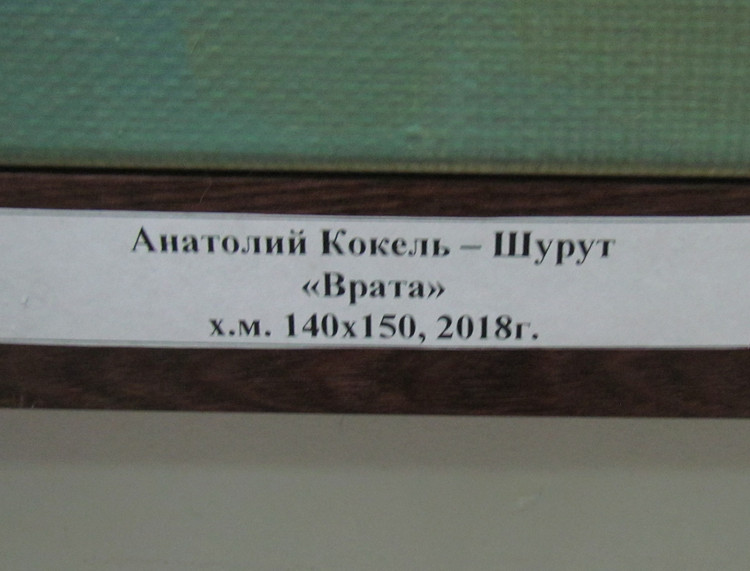 Анатолий Кокель – Шурут
«Врата»
х.м. 140х150, 2018г.